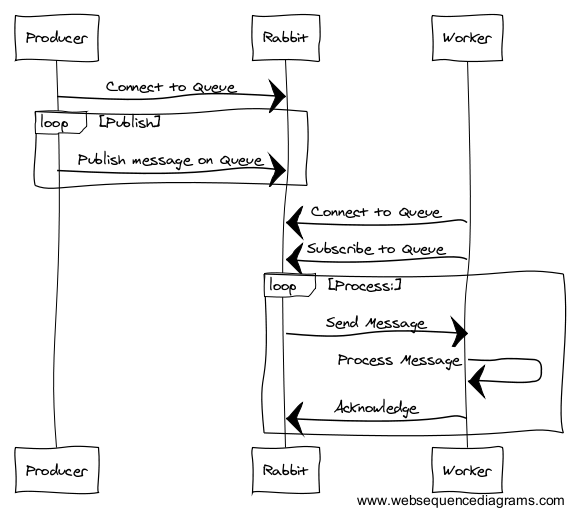 Producer Rabbit Worker
Connect to Queue
loop [Publish]
Publish message on Queue
Connect to Queue
Subscribe to Queue
loop [Process:]
Send Message
Process Message
Acknowledge
Producer Rabbit Worker
www.websequencediagrams.com